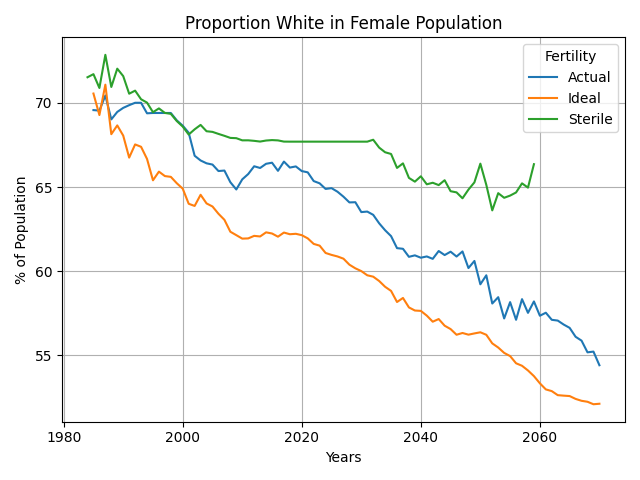 Proportion White in Female Population
Fertility
Actual
Ideal
Sterile
% of Population
70
65
60
55
1980
2000
2020
2040
2060
Years